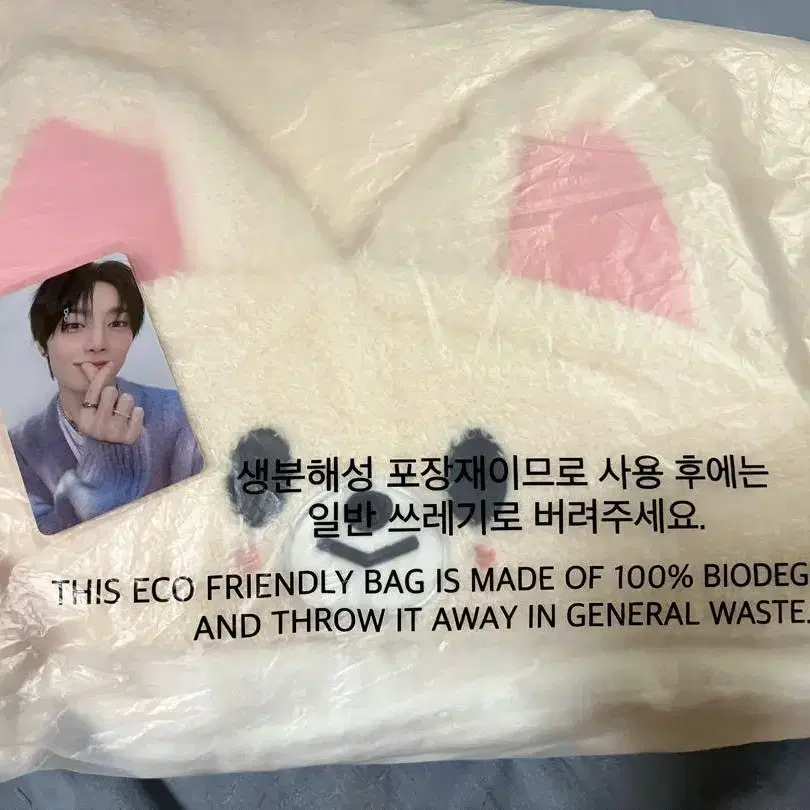 생분해성 포장재이므로 사용 후에는
일반 쓰레기로 버려주세요.
THIS ECO FRIENDLY BAG IS MADE OF 100% BIODEG
AND THROW IT AWAY IN GENERAL WASTE.